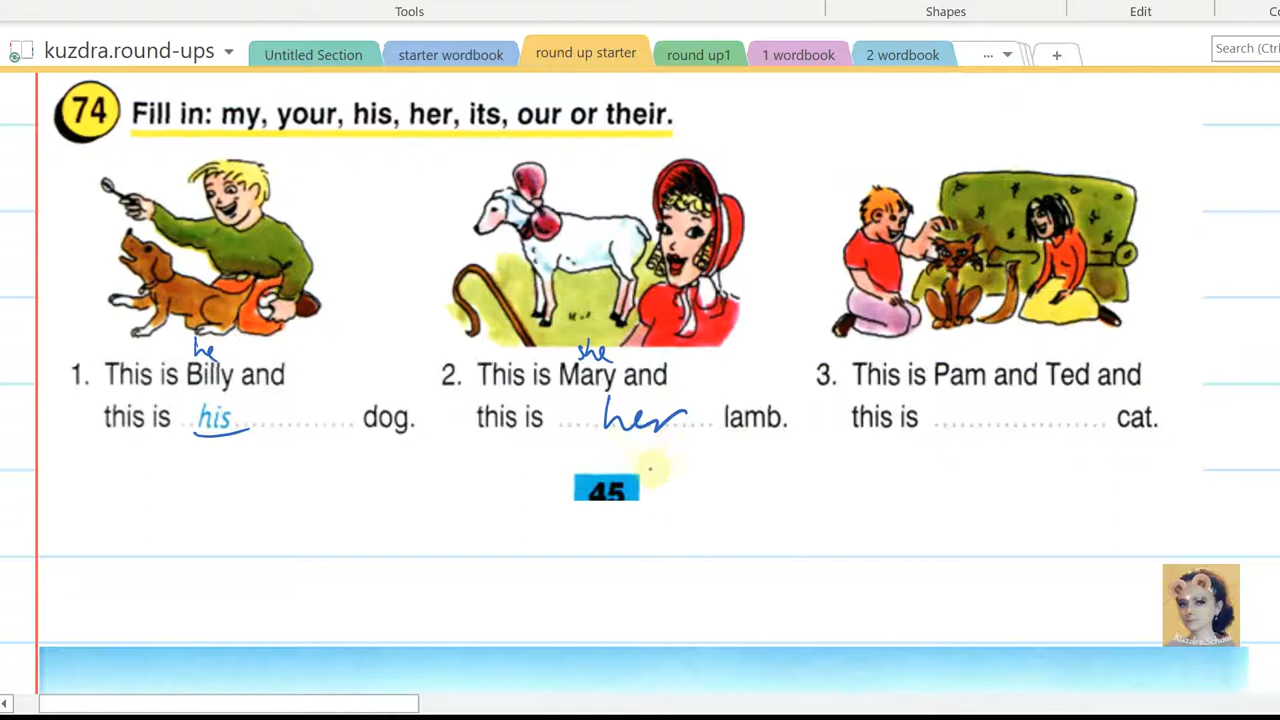 Tools
Shapes
Edit
kuzdra.round-ups
Untitled Section
starter wordbook
round up starter
round up1
1 wordbook
2 wordbook
...
Search (Ctrl
74 Fill in: my, your, his, her, its, our or their.
he
1. This is Billy and
this is ..his................. dog.
she
2. This is Mary and
this is .....her..... lamb.
3. This is Pam and Ted and
this is ........................ cat.
45
Kuzdra.School